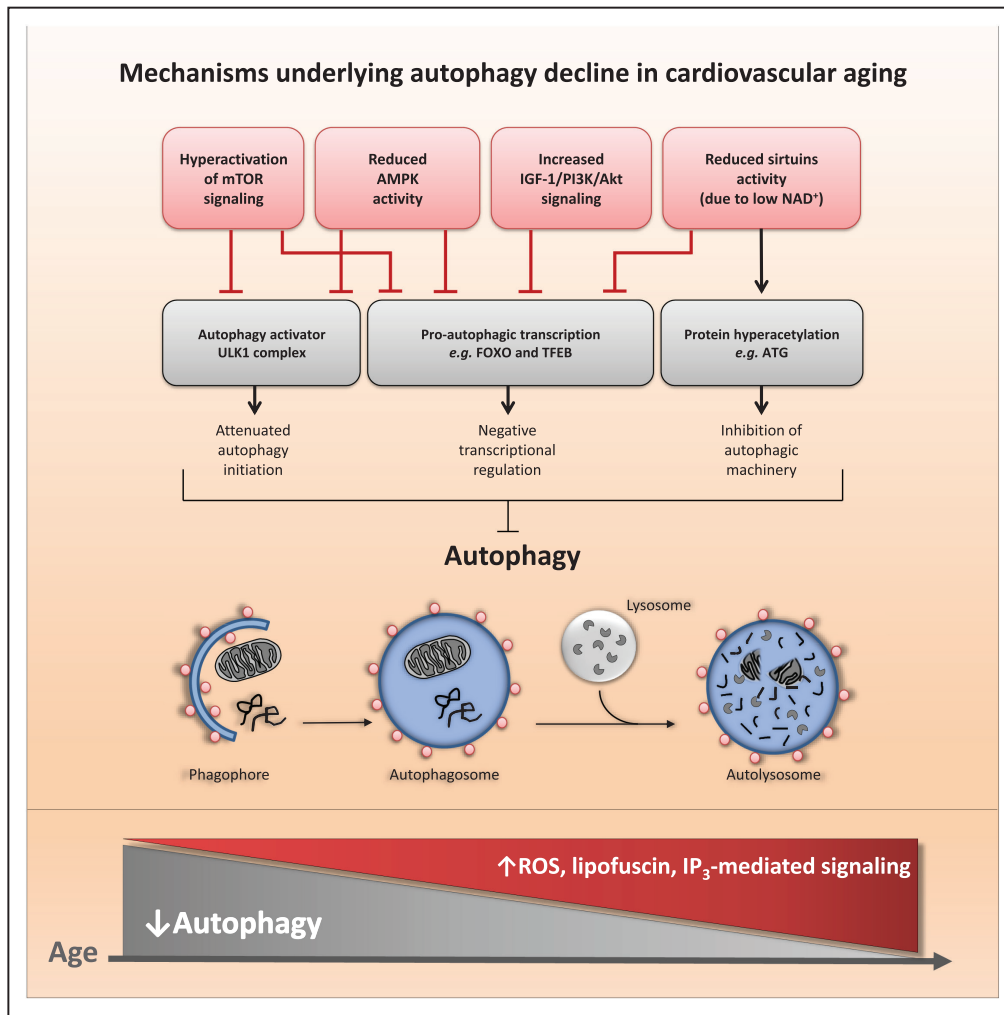 Mechanisms underlying autophagy decline in cardiovascular aging
Hyperactivation
of mTOR
signaling
Reduced
AMPK
activity
Increased
IGF-1/PI3K/Akt
signaling
Reduced sirtuins
activity
(due to low NAD⁺)
Autophagy activator
ULK1 complex
Pro-autophagic transcription
e.g. FOXO and TFEB
Protein hyperacetylation
e.g. ATG
Attenuated
autophagy
initiation
Negative
transcriptional
regulation
Inhibition of
autophagic
machinery
Autophagy
Lysosome
Phagophore
Autophagosome
Autolysosome
↑ROS, lipofuscin, IP₃-mediated signaling
↓Autophagy
Age